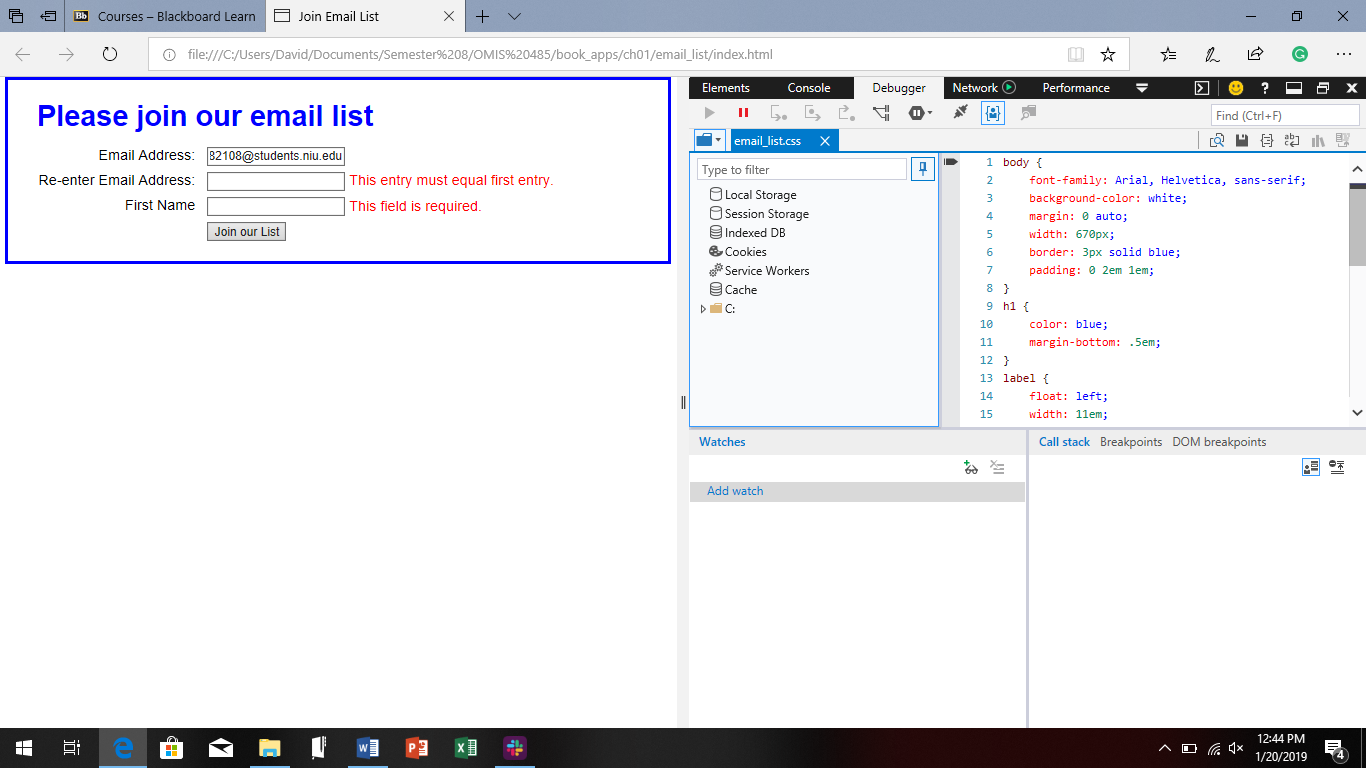 Courses – Blackboard Learn
Join Email List
file:///C:/Users/David/Documents/Semester%208/OMIS%20485/book_apps/ch01/email_list/index.html
Please join our email list
Email Address:
82108@students.niu.edu
Re-enter Email Address:
This entry must equal first entry.
First Name
This field is required.
Join our List
Elements
Console
Debugger
Network
Performance
Find (Ctrl+F)
email_list.css
Type to filter
Local Storage
Session Storage
Indexed DB
Cookies
Service Workers
Cache
C:
1 body {
2 font-family: Arial, Helvetica, sans-serif;
3 background-color: white;
4 margin: 0 auto;
5 width: 670px;
6 border: 3px solid blue;
7 padding: 0 2em 1em;
8 }
9 h1 {
10 color: blue;
11 margin-bottom: .5em;
12 }
13 label {
14 float: left;
15 width: 11em;
Watches
Add watch
Call stack
Breakpoints
DOM breakpoints
12:44 PM
1/20/2019
4